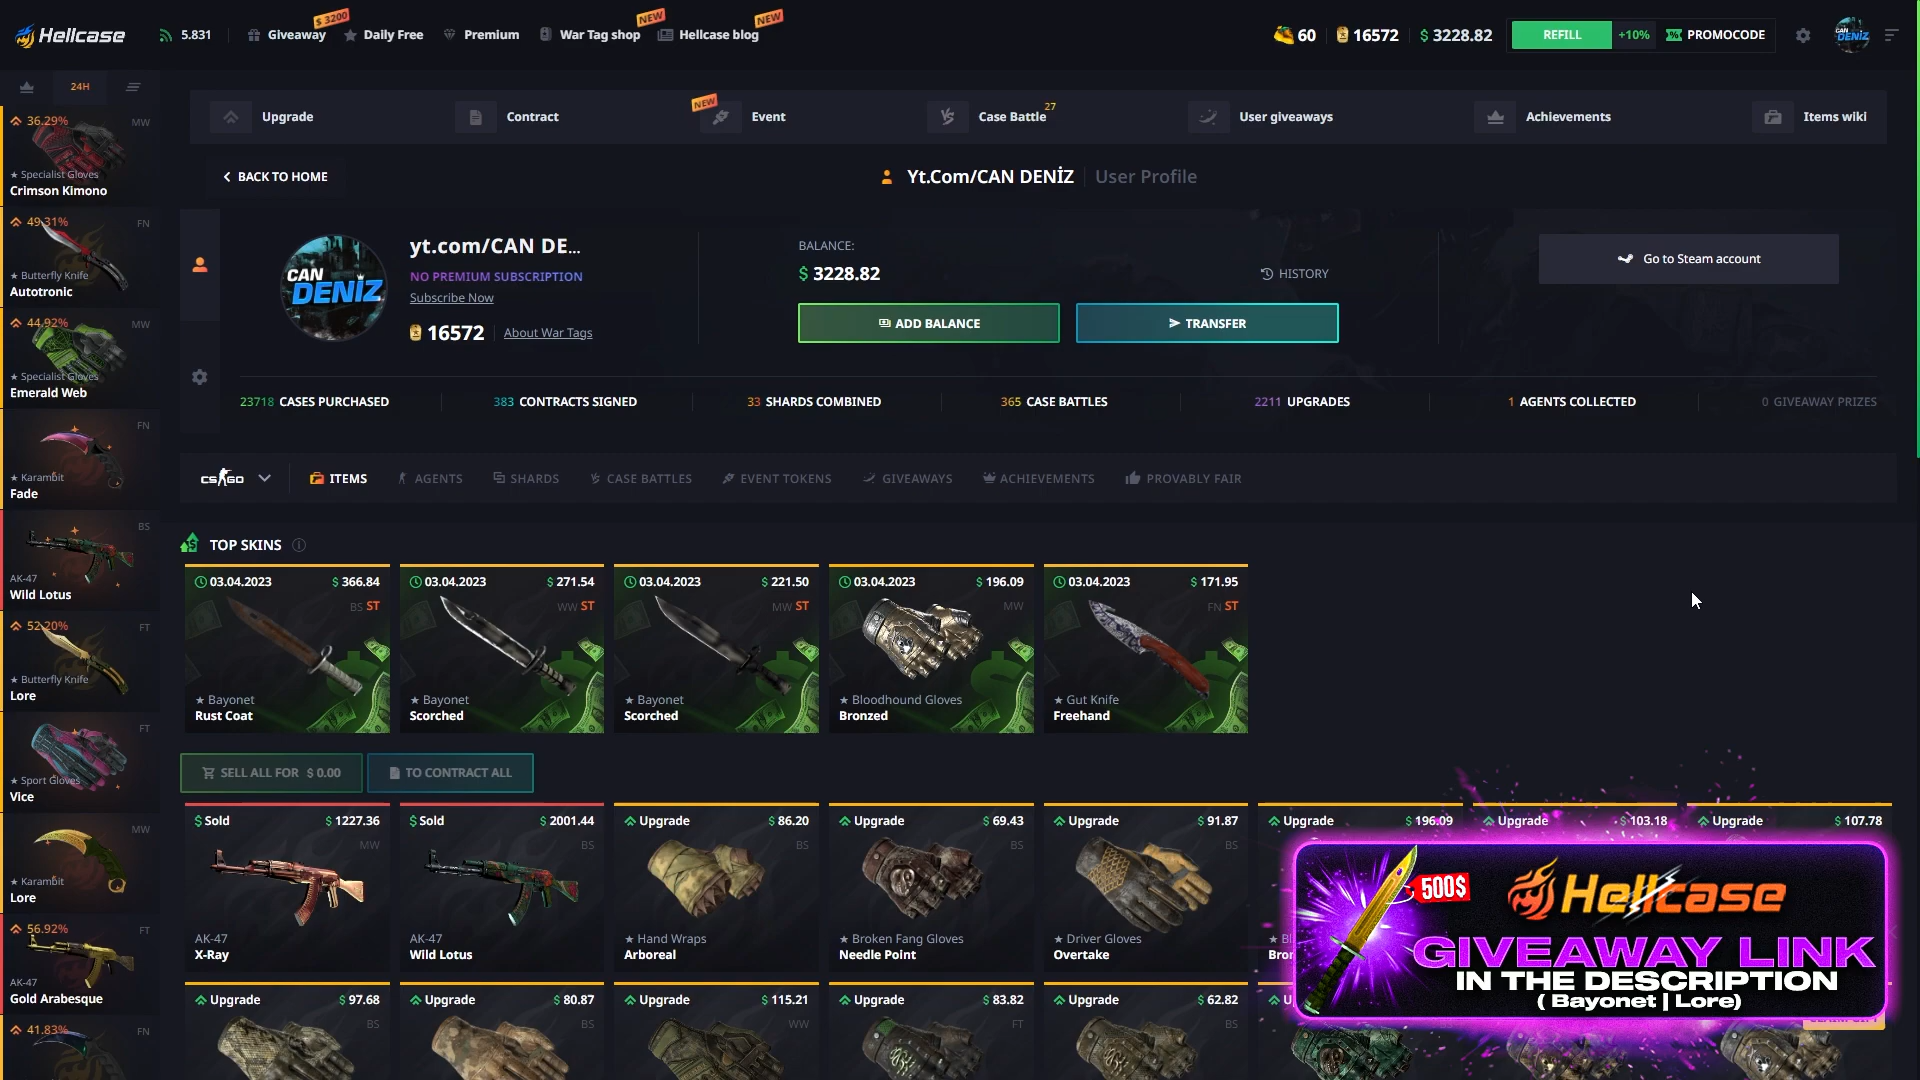 Hellcase
5.831
Giveaway
$ 3200
Daily Free
Premium
War Tag shop
NEW
Hellcase blog
NEW
60
16572
$ 3228.82
REFILL
+10%
PROMOCODE
24H
Upgrade
Contract
NEW
Event
Case Battle
27
User giveaways
Achievements
Items wiki
BACK TO HOME
Yt.Com/CAN DENİZ
User Profile
36.29%
MW
★ Specialist Gloves
Crimson Kimono
49.31%
FN
★ Butterfly Knife
Autotronic
44.92%
MW
★ Specialist Gloves
Emerald Web
FN
★ Karambit
Fade
BS
AK-47
Wild Lotus
52.20%
FT
★ Butterfly Knife
Lore
FT
★ Sport Gloves
Vice
MW
★ Karambit
Lore
56.92%
FT
AK-47
Gold Arabesque
41.83%
FN
CAN
DENİZ
yt.com/CAN DE...
NO PREMIUM SUBSCRIPTION
Subscribe Now
16572
About War Tags
BALANCE:
$ 3228.82
HISTORY
ADD BALANCE
TRANSFER
Go to Steam account
23718 CASES PURCHASED
383 CONTRACTS SIGNED
33 SHARDS COMBINED
365 CASE BATTLES
2211 UPGRADES
1 AGENTS COLLECTED
0 GIVEAWAY PRIZES
CS:GO
ITEMS
AGENTS
SHARDS
CASE BATTLES
EVENT TOKENS
GIVEAWAYS
ACHIEVEMENTS
PROVABLY FAIR
TOP SKINS
03.04.2023
$ 366.84
BS ST
★ Bayonet
Rust Coat
03.04.2023
$ 271.54
WW ST
★ Bayonet
Scorched
03.04.2023
$ 221.50
MW ST
★ Bayonet
Scorched
03.04.2023
$ 196.09
MW
★ Bloodhound Gloves
Bronzed
03.04.2023
$ 171.95
FN ST
★ Gut Knife
Freehand
SELL ALL FOR $ 0.00
TO CONTRACT ALL
$ Sold
$ 1227.36
MW
AK-47
X-Ray
$ Sold
$ 2001.44
BS
AK-47
Wild Lotus
Upgrade
$ 86.20
BS
★ Hand Wraps
Arboreal
Upgrade
$ 69.43
BS
★ Broken Fang Gloves
Needle Point
Upgrade
$ 91.87
BS
★ Driver Gloves
Overtake
Upgrade
$ 196.09
★ Bl
Bron
Upgrade
$ 103.18
Upgrade
$ 107.78
Upgrade
$ 97.68
BS
Upgrade
$ 80.87
BS
Upgrade
$ 115.21
WW
Upgrade
$ 83.82
FT
Upgrade
$ 62.82
BS
500$
Hellcase
GIVEAWAY LINK
IN THE DESCRIPTION
( Bayonet | Lore)